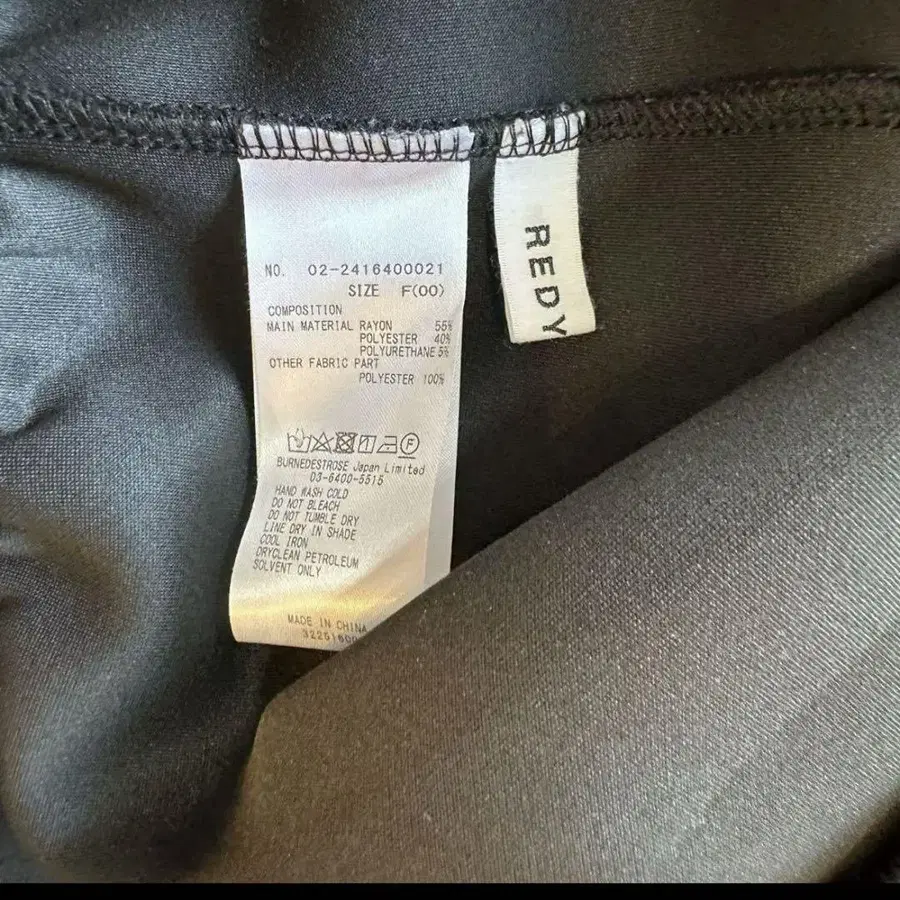 NO. 02-2416400021
SIZE F(00)
COMPOSITION
MAIN MATERIAL RAYON 55%
POLYESTER 40%
POLYURETHANE 5%
OTHER FABRIC PART
POLYESTER 100%
BURNEDESTROSE Japan Limited
03-6400-5515
HAND WASH COLD
DO NOT BLEACH
DO NOT TUMBLE DRY
LINE DRY IN SHADE
COOL IRON
DRYCLEAN PETROLEUM
SOLVENT ONLY
MADE IN CHINA
REDY